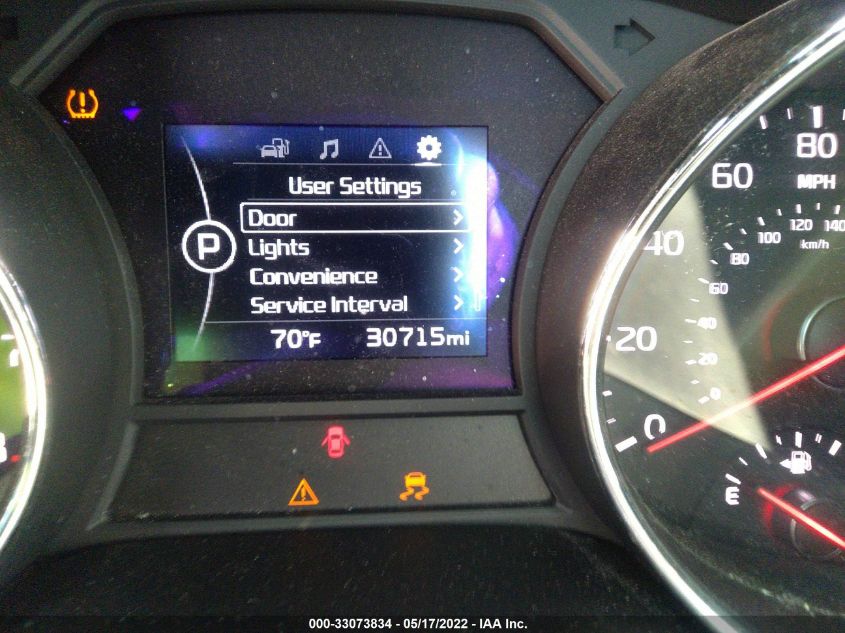 User Settings
Door
Lights
Convenience
Service Interval
P
70°F 30715mi
80
60
MPH
40
20
0
140
120
100
km/h
80
60
40
20
0
E
000-33073834 - 05/17/2022 - IAA Inc.